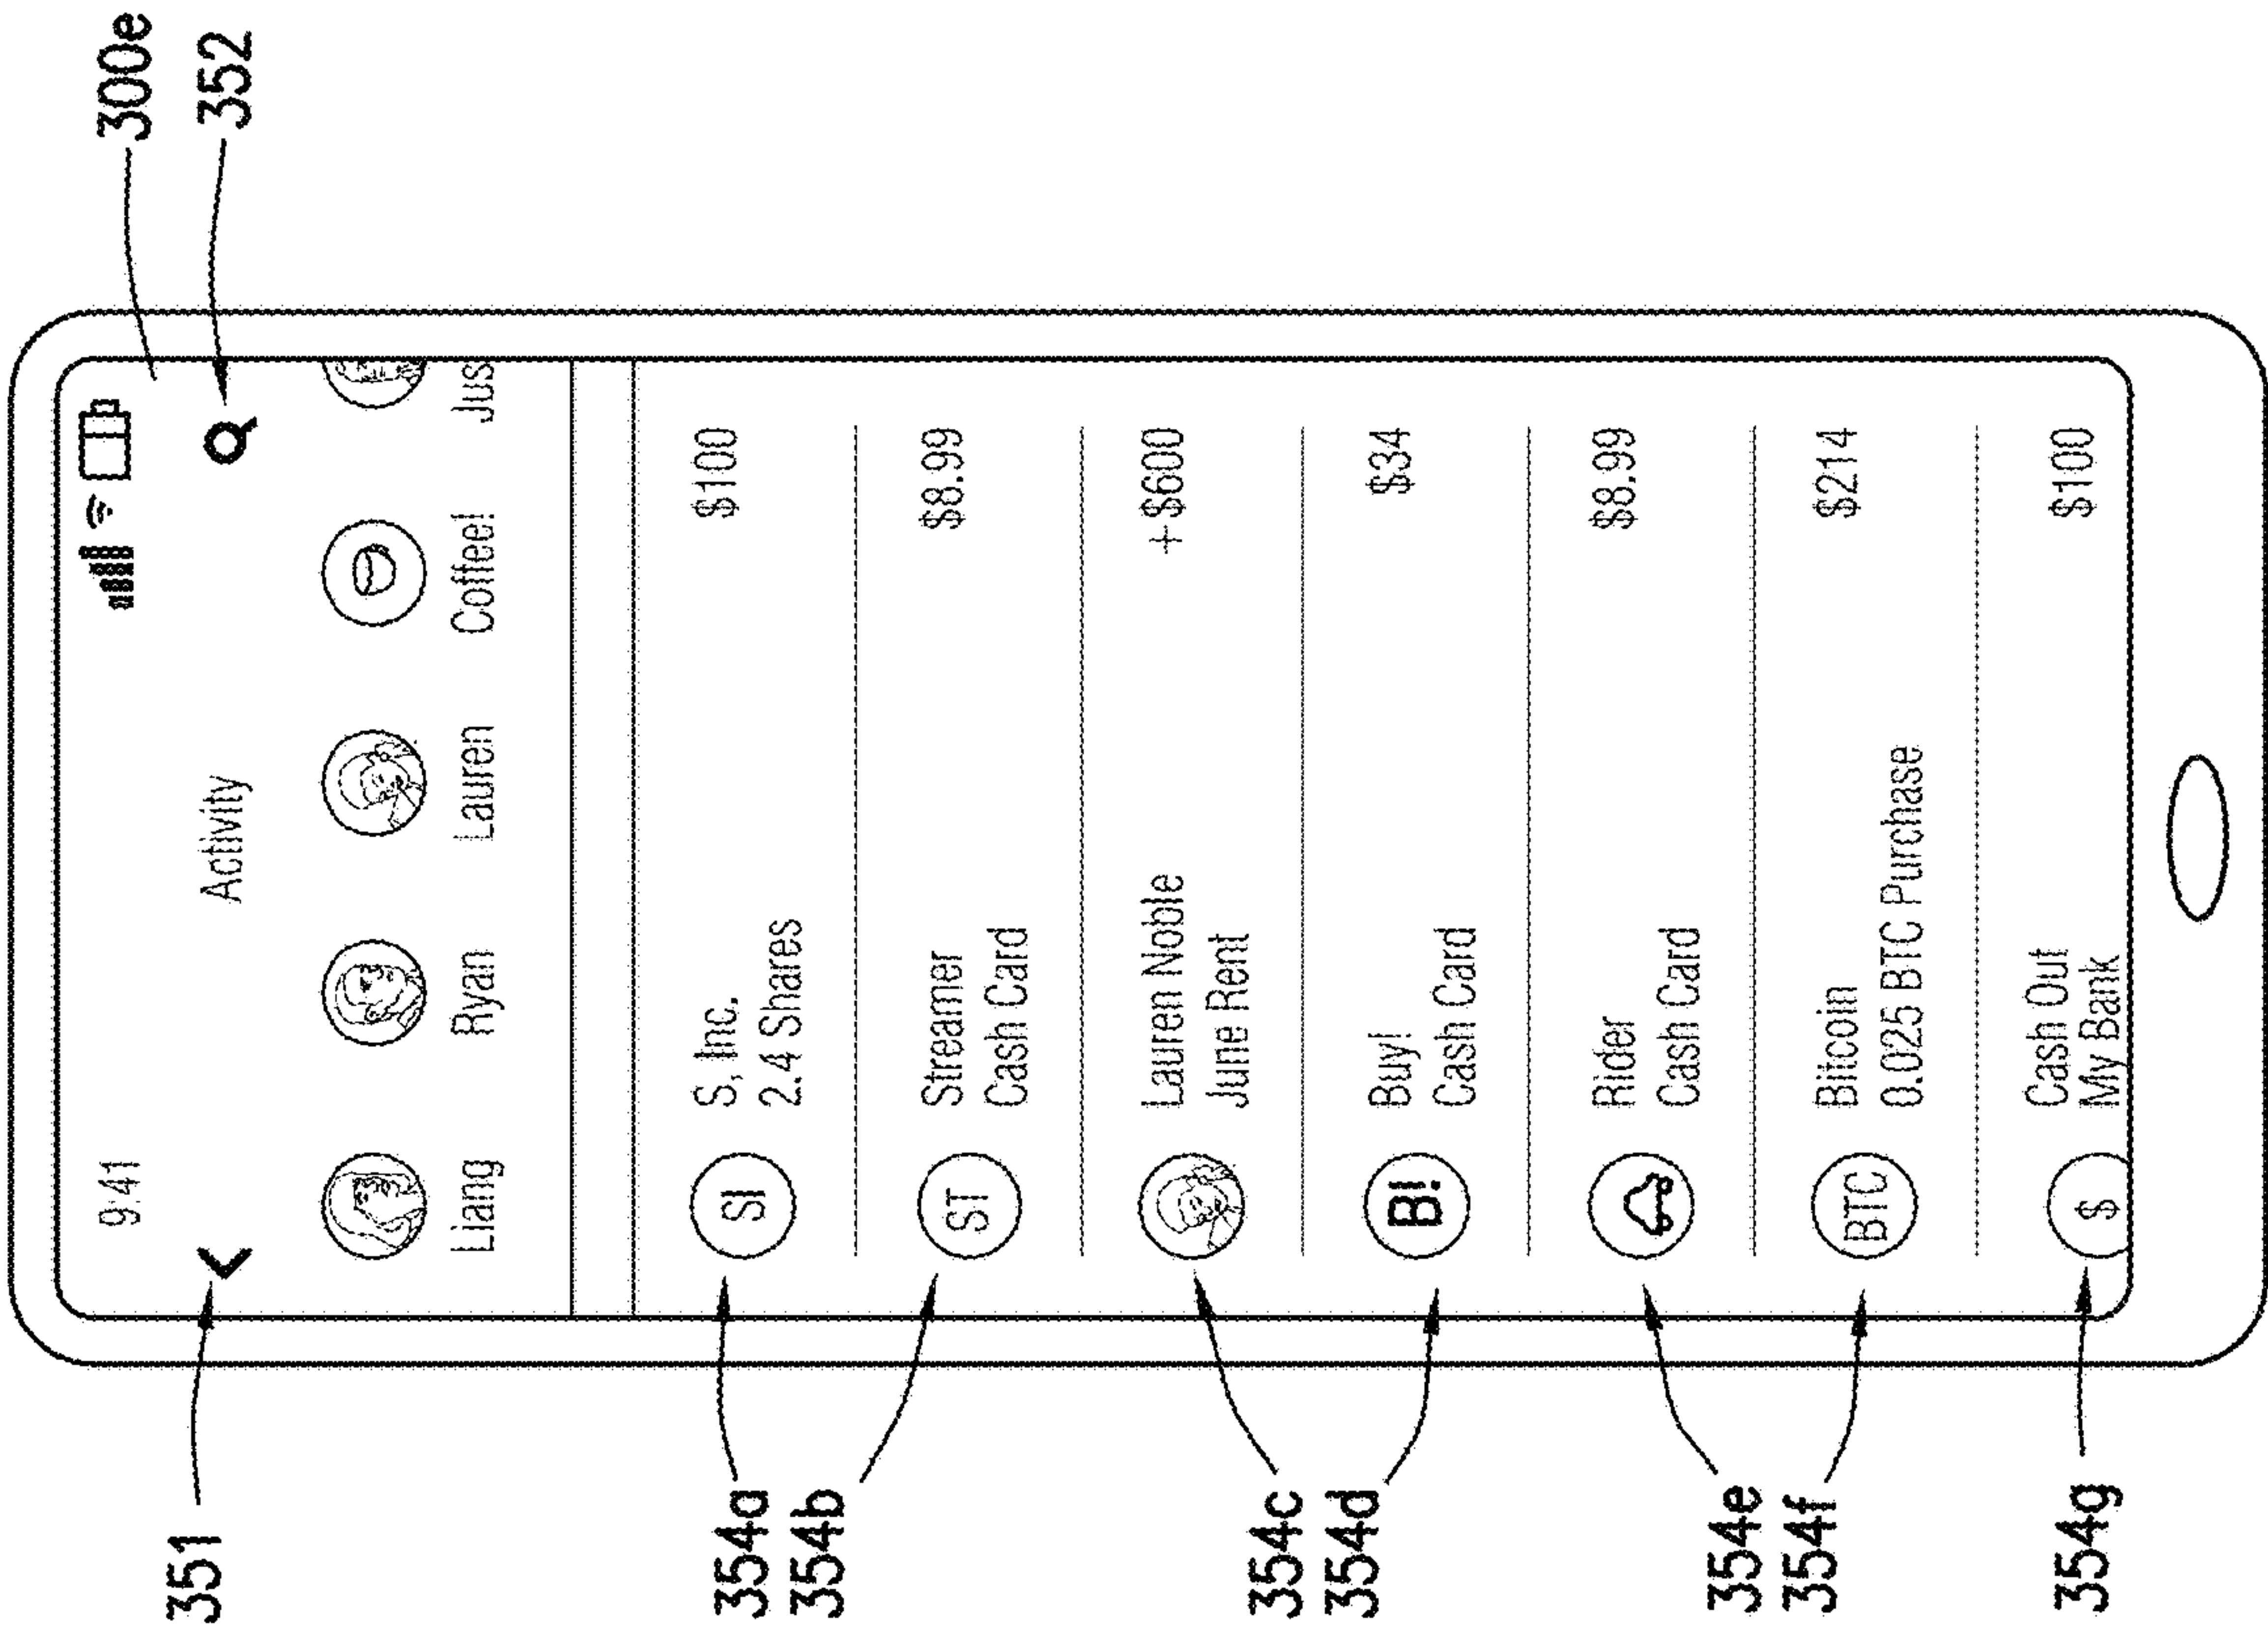 300e
9:41
352
351
Activity
Liang Ryan Lauren Coffee! Jus
354a
SI
S, Inc.
$100
2.4 Shares
354b
ST
Streamer
$8.99
Cash Card
354c
Lauren Noble
+$600
June Rent
354d
B!
Buy!
$34
Cash Card
354e
Rider
$8.99
Cash Card
354f
BTC
Bitcoin
$214
0.025 BTC Purchase
354g
$
Cash Out
$100
My Bank